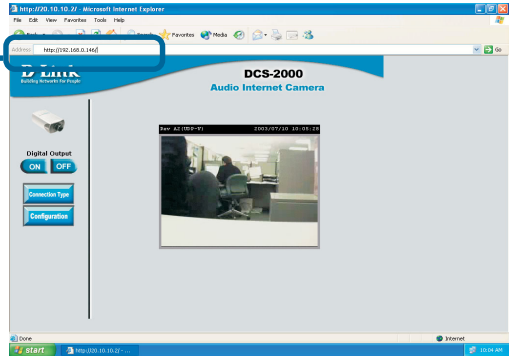 http://20.10.10.2/ - Microsoft Internet Explorer
File Edit View Favorites Tools Help
Favorites Media
Address http://192.168.0.146/ Go
D-Link
Building Networks for People
DCS-2000
Audio Internet Camera
Rev A2(UDP-V) 2003/07/10 10:05:28
Digital Output
ON OFF
Connection Type
Configuration
Done Internet
start http://20.10.10.2/ - ... 10:04 AM